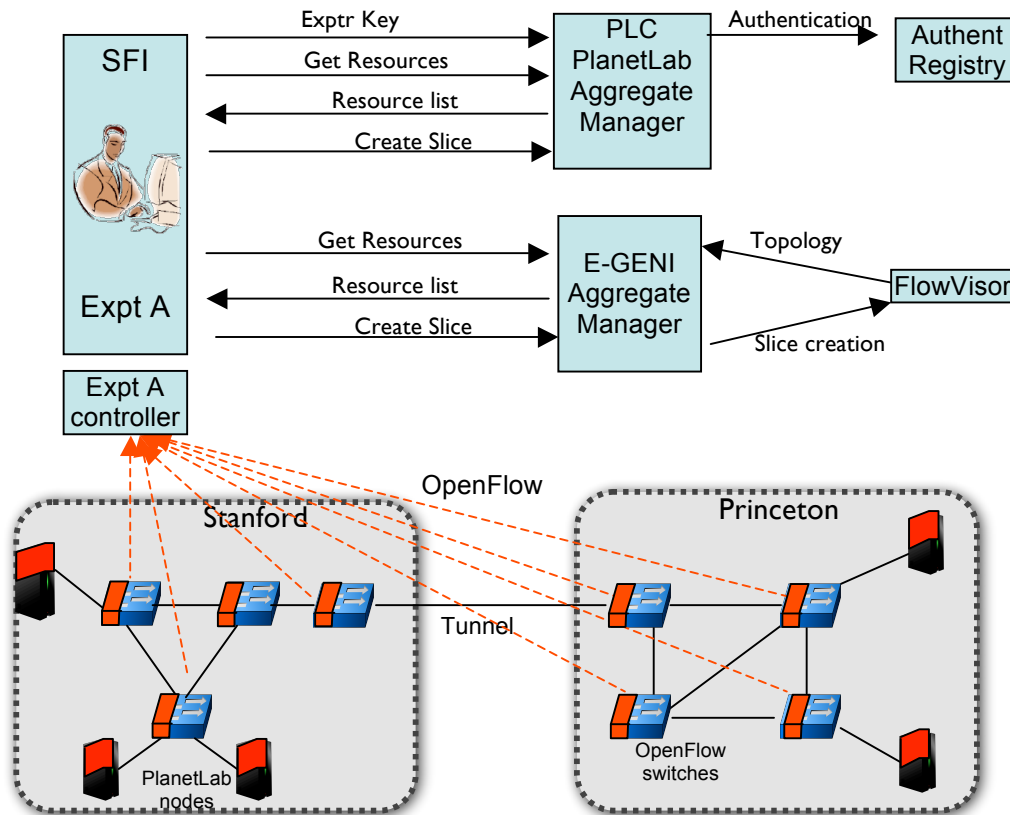 SFI
Expt A
Exptr Key
Get Resources
Resource list
Create Slice
PLC
PlanetLab
Aggregate
Manager
Authentication
Authent
Registry
Get Resources
Resource list
Create Slice
E-GENI
Aggregate
Manager
Topology
FlowVisor
Slice creation
Expt A
controller
OpenFlow
Stanford
Princeton
Tunnel
PlanetLab
nodes
OpenFlow
switches